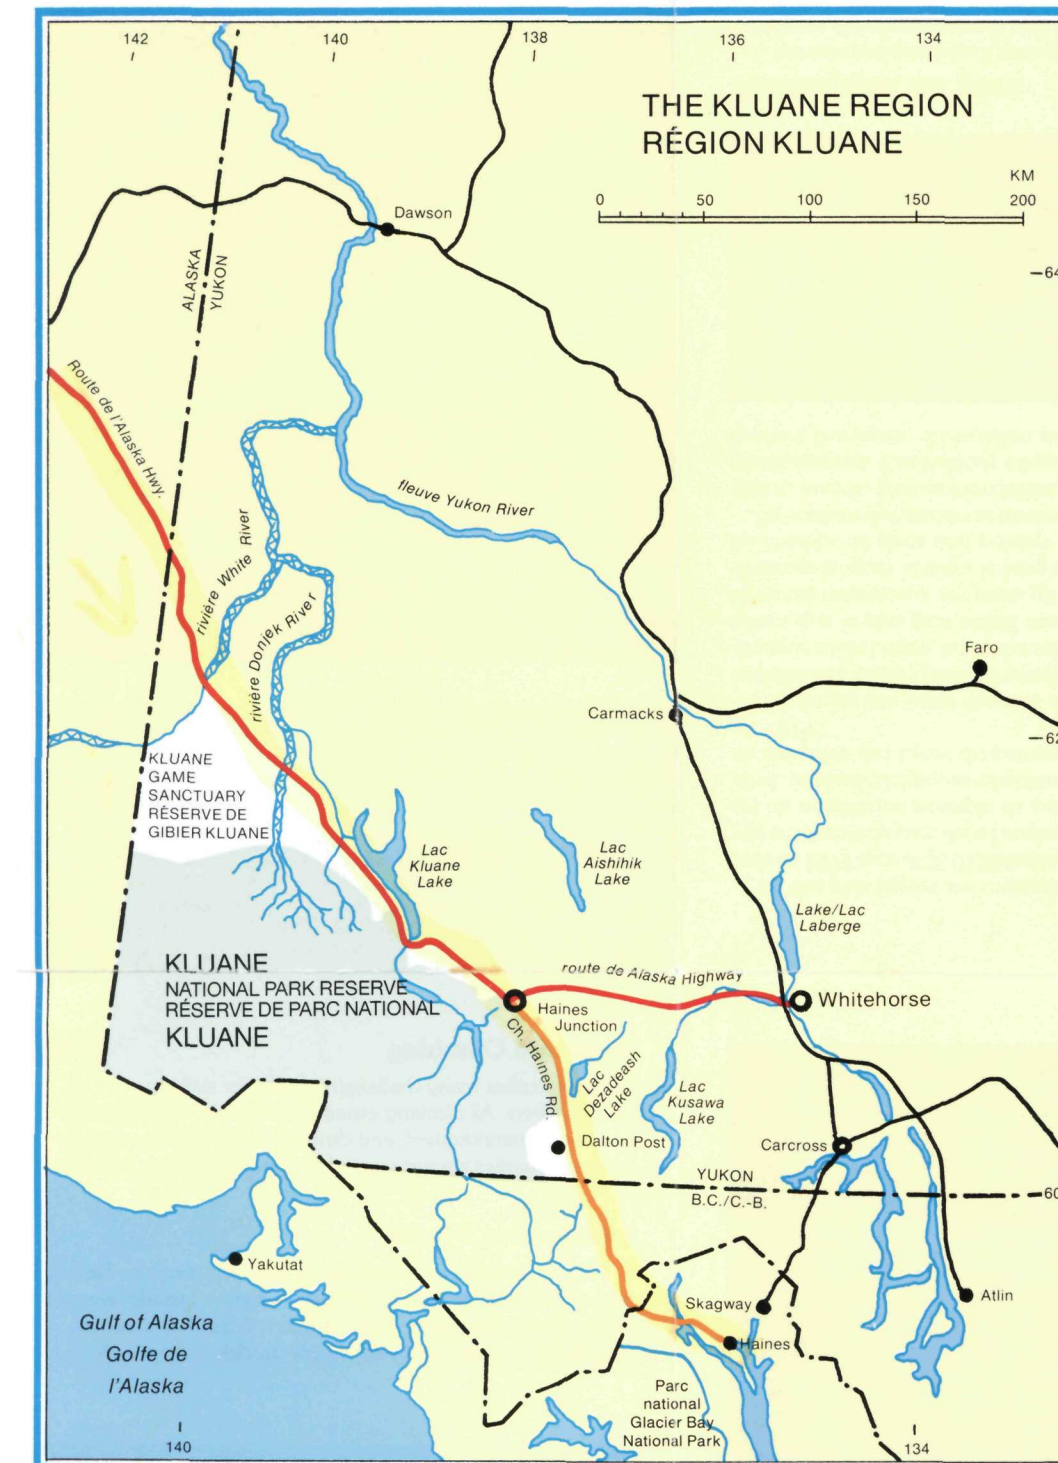 142
140
138
136
134
THE KLUANE REGION
RÉGION KLUANE
KM
0
50
100
150
200
Dawson
—64
ALASKA
YUKON
Route de l'Alaska Hwy.
fleuve Yukon River
rivière White River
rivière Donjek River
Faro
Carmacks
—62
KLUANE
GAME
SANCTUARY
RÉSERVE DE
GIBIER KLUANE
Lac
Kluane
Lake
Lac
Aishihik
Lake
Lake/Lac
Laberge
KLUANE
NATIONAL PARK RESERVE
RÉSERVE DE PARC NATIONAL
KLUANE
route de Alaska Highway
Whitehorse
Haines
Junction
Ch. Haines Rd.
Lac
Dezadeash
Lake
Lac
Kusawa
Lake
Dalton Post
Carcross
YUKON
B.C./C.-B.
60
Yakutat
Skagway
Atlin
Haines
Gulf of Alaska
Golfe de
l'Alaska
Parc
national
Glacier Bay
National Park
140
134